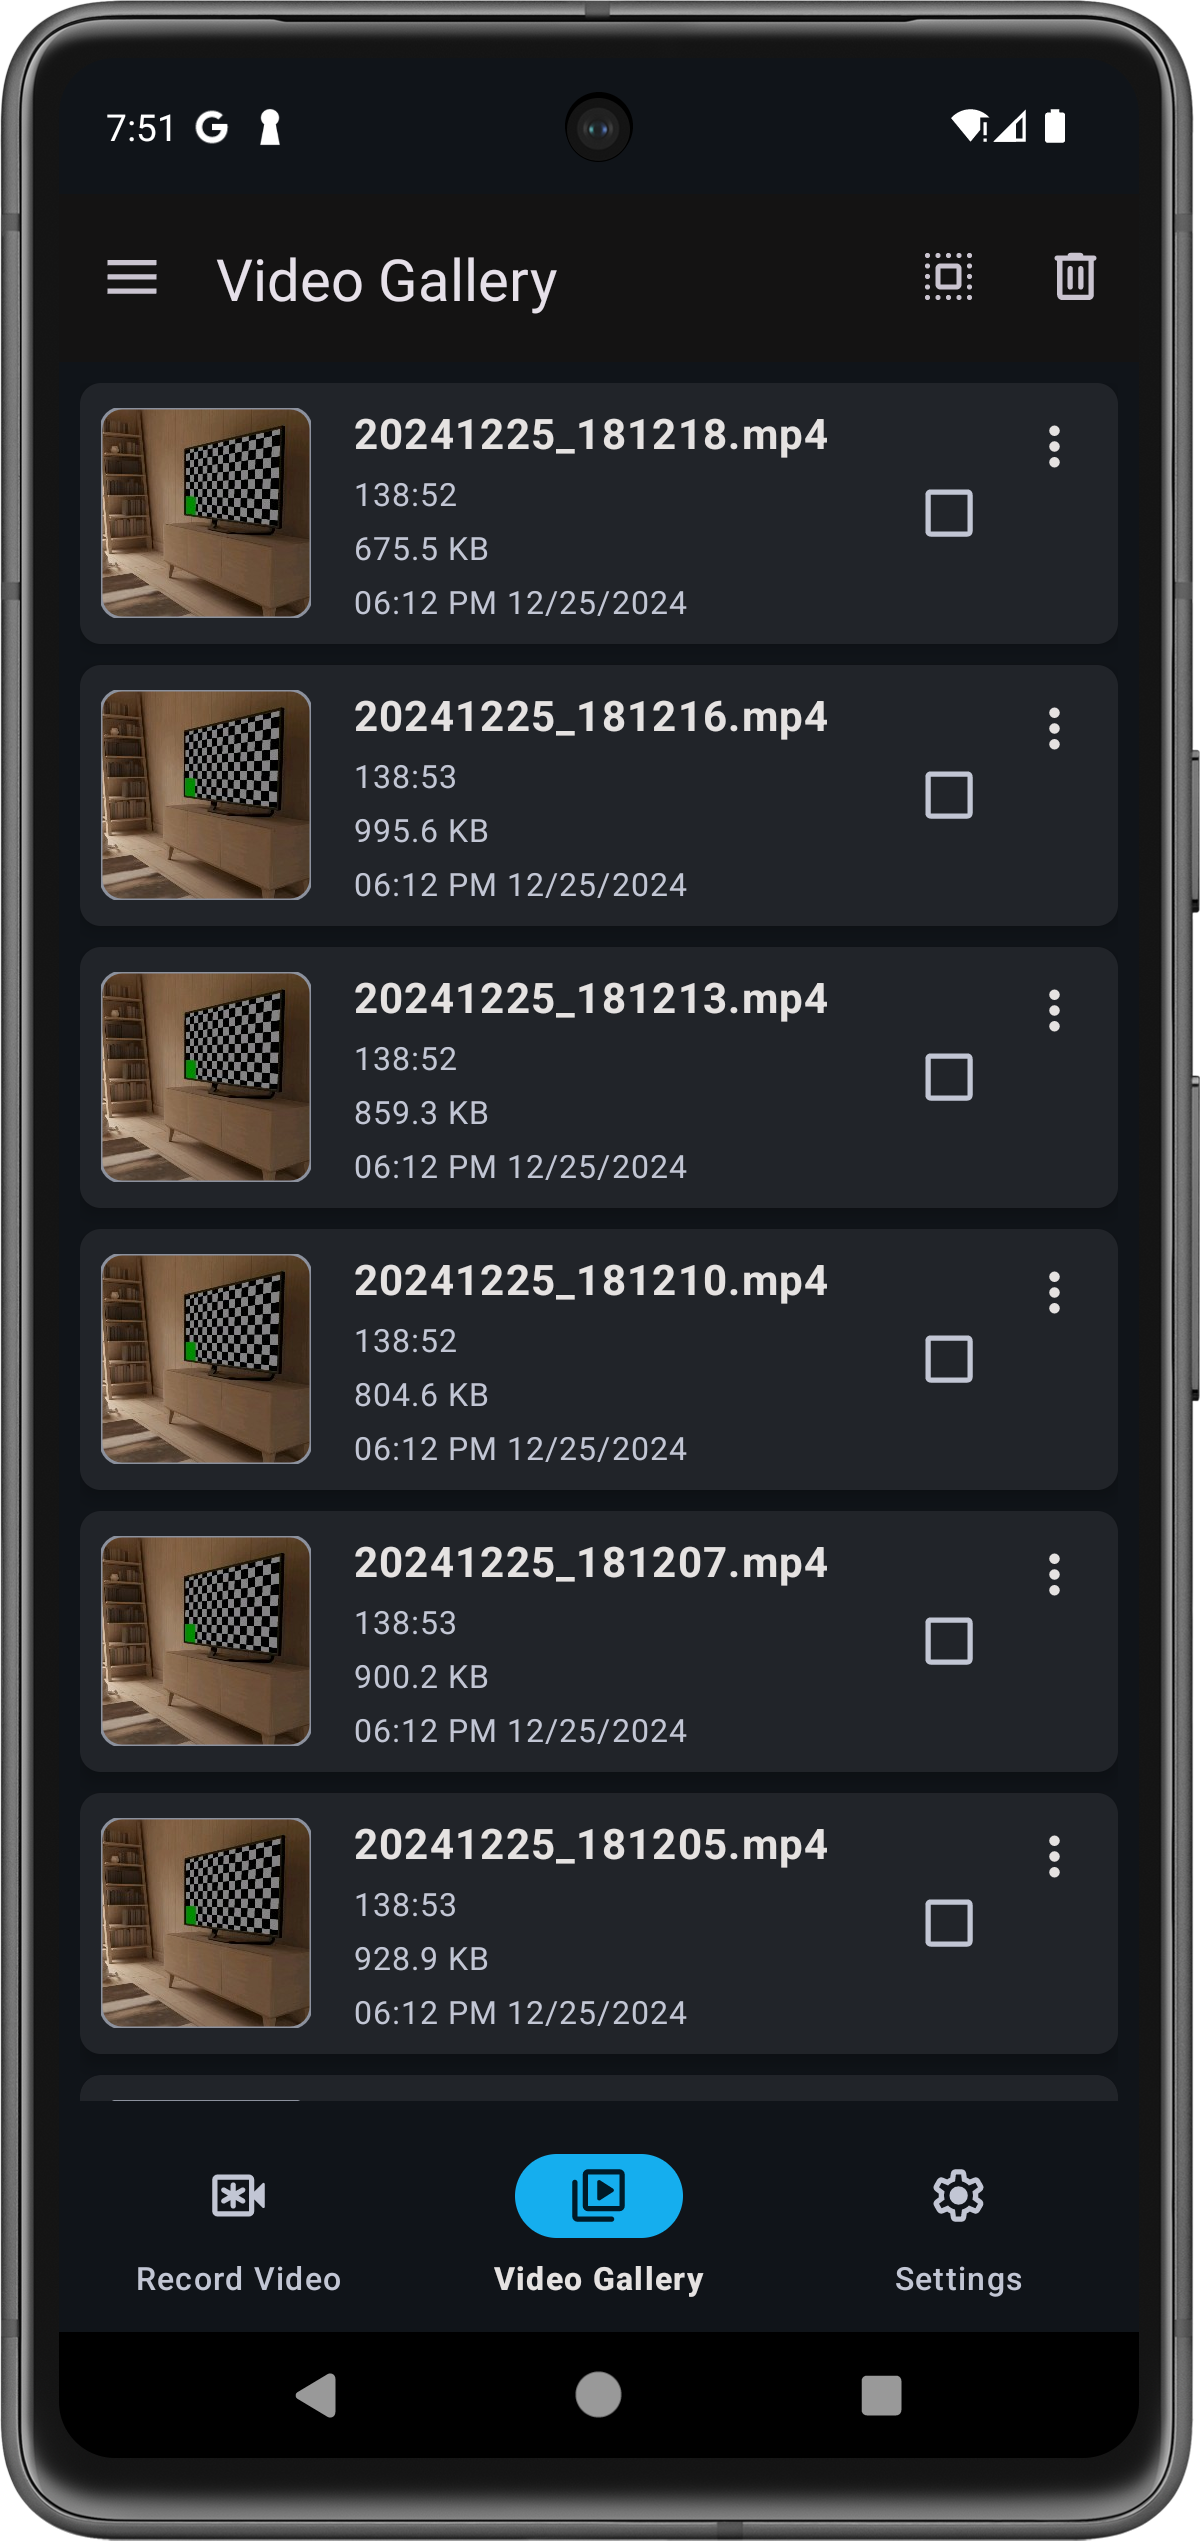 7:51
Video Gallery
20241225_181218.mp4
138:52
675.5 KB
06:12 PM 12/25/2024
20241225_181216.mp4
138:53
995.6 KB
06:12 PM 12/25/2024
20241225_181213.mp4
138:52
859.3 KB
06:12 PM 12/25/2024
20241225_181210.mp4
138:52
804.6 KB
06:12 PM 12/25/2024
20241225_181207.mp4
138:53
900.2 KB
06:12 PM 12/25/2024
20241225_181205.mp4
138:53
928.9 KB
06:12 PM 12/25/2024
Record Video
Video Gallery
Settings